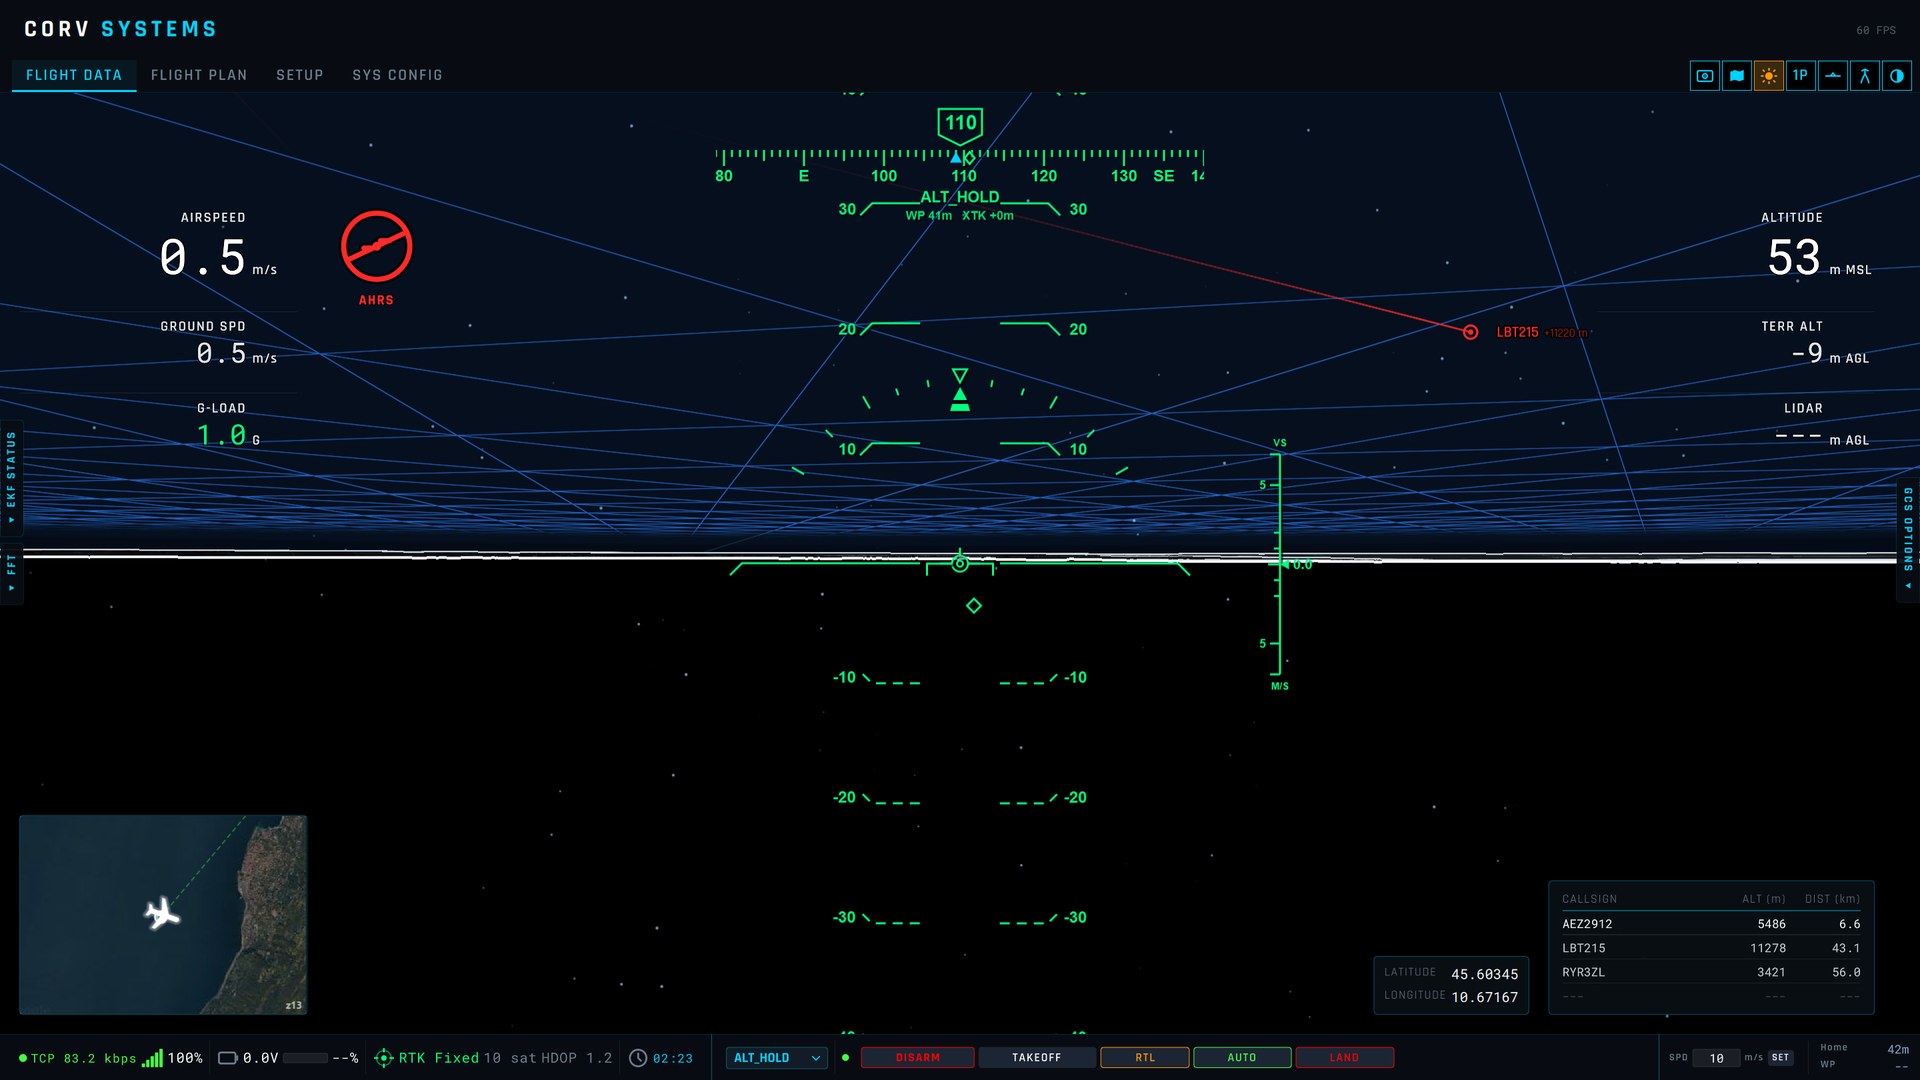 CORV SYSTEMS
60 FPS
FLIGHT DATA FLIGHT PLAN SETUP SYS CONFIG
1P
110
80 E 100 110 120 130 SE
ALT_HOLD
WP 41m XTK +0m
30 30
AIRSPEED
0.5 m/s
AHRS
GROUND SPD
0.5 m/s
G-LOAD
1.0 G
ALTITUDE
53 m MSL
TERR ALT
-9 m AGL
LIDAR
--- m AGL
LBT215 +11220 m
20 20
10 10
VS
5
0.0
5
M/S
EKF STATUS
FFT
GCS OPTIONS
-10 -10
-20 -20
-30 -30
z13
LATITUDE 45.60345
LONGITUDE 10.67167
CALLSIGN ALT (m) DIST (km)
AEZ2912 5486 6.6
LBT215 11278 43.1
RYR3ZL 3421 56.0
--- --- ---
TCP 83.2 kbps 100% 0.0V --% RTK Fixed 10 sat HDOP 1.2 02:23 ALT_HOLD DISARM TAKEOFF RTL AUTO LAND SPD 10 m/s SET
Home 42m
WP --